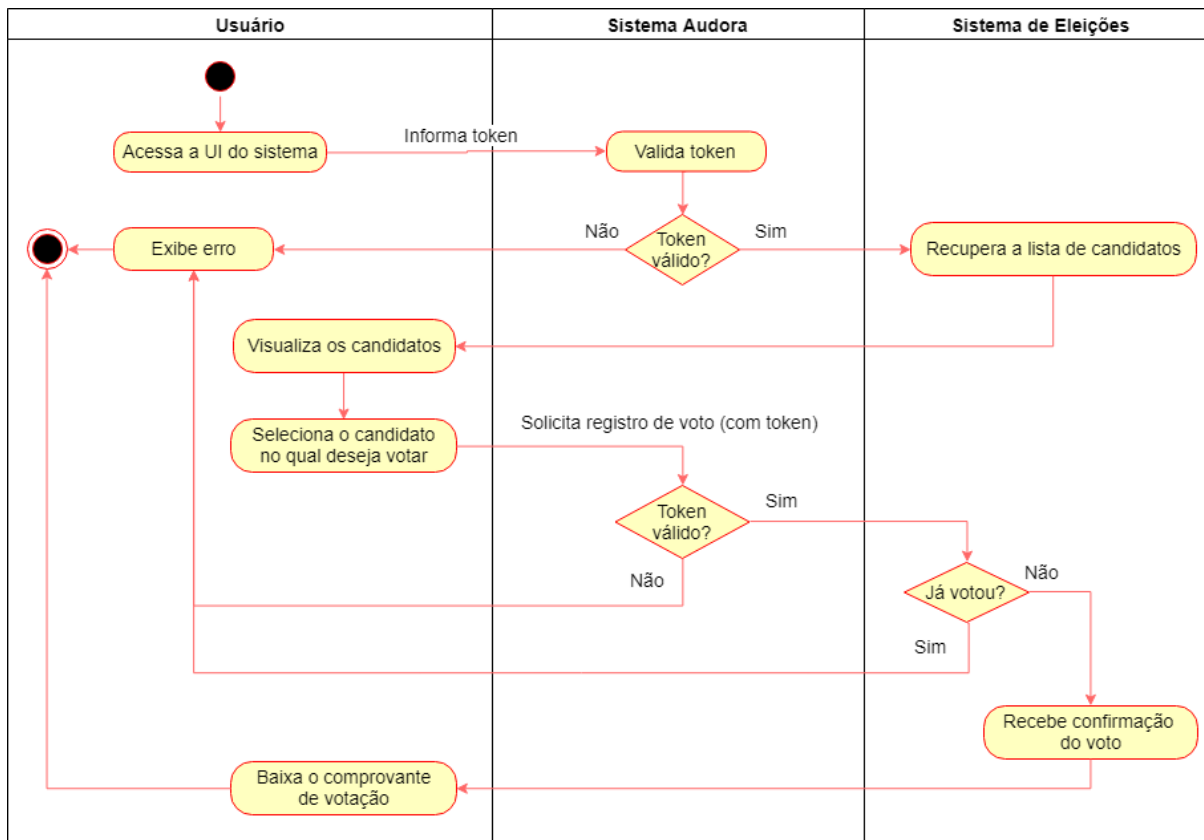 Usuário
Sistema Audora
Sistema de Eleições
Informa token
Acessa a UI do sistema
Valida token
Não
Sim
Exibe erro
Token
válido?
Recupera a lista de candidatos
Visualiza os candidatos
Solicita registro de voto (com token)
Seleciona o candidato
no qual deseja votar
Sim
Token
válido?
Não
Não
Já votou?
Sim
Recebe confirmação
do voto
Baixa o comprovante
de votação